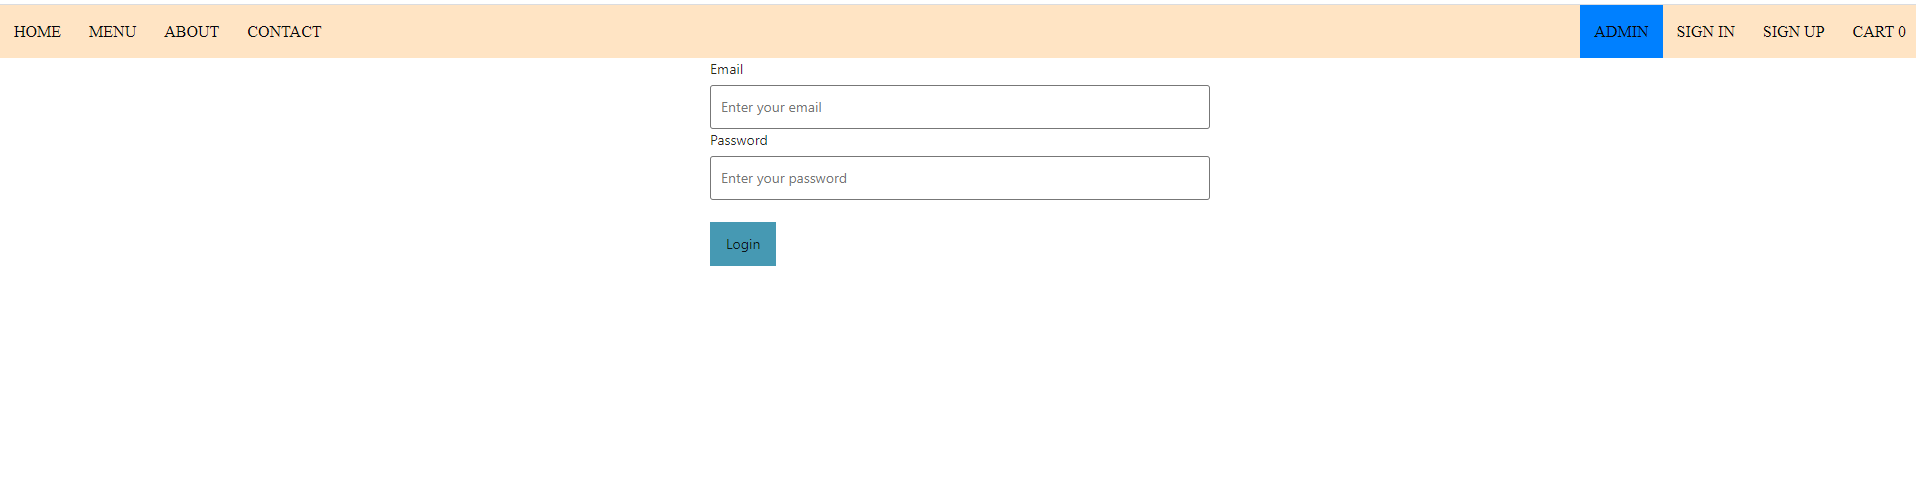 HOME MENU ABOUT CONTACT ADMIN SIGN IN SIGN UP CART 0
Email
Enter your email
Password
Enter your password
Login